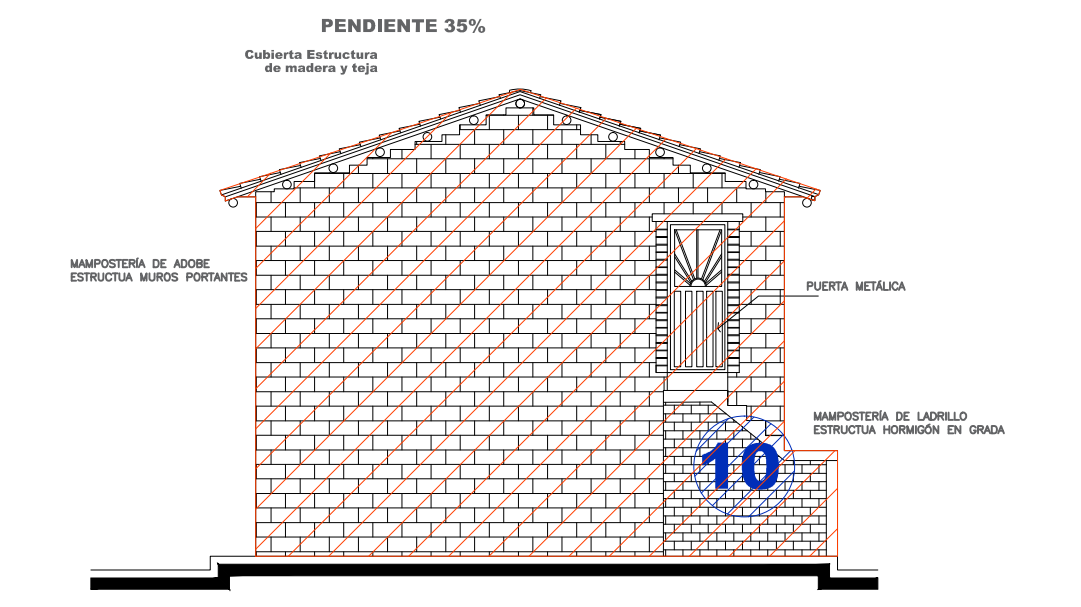 PENDIENTE 35%
Cubierta Estructura
de madera y teja
MAMPOSTERÍA DE ADOBE
ESTRUCTUA MUROS PORTANTES
PUERTA METÁLICA
MAMPOSTERÍA DE LADRILLO
ESTRUCTUA HORMIGÓN EN GRADA
10